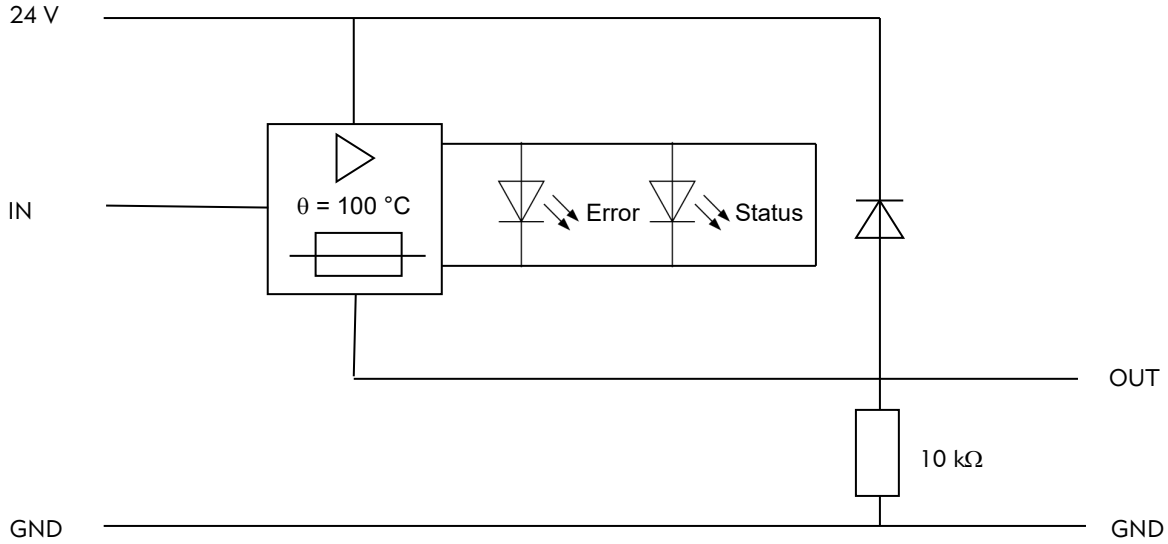 24 V
IN
θ = 100 °C
Error
Status
OUT
10 kΩ
GND
GND